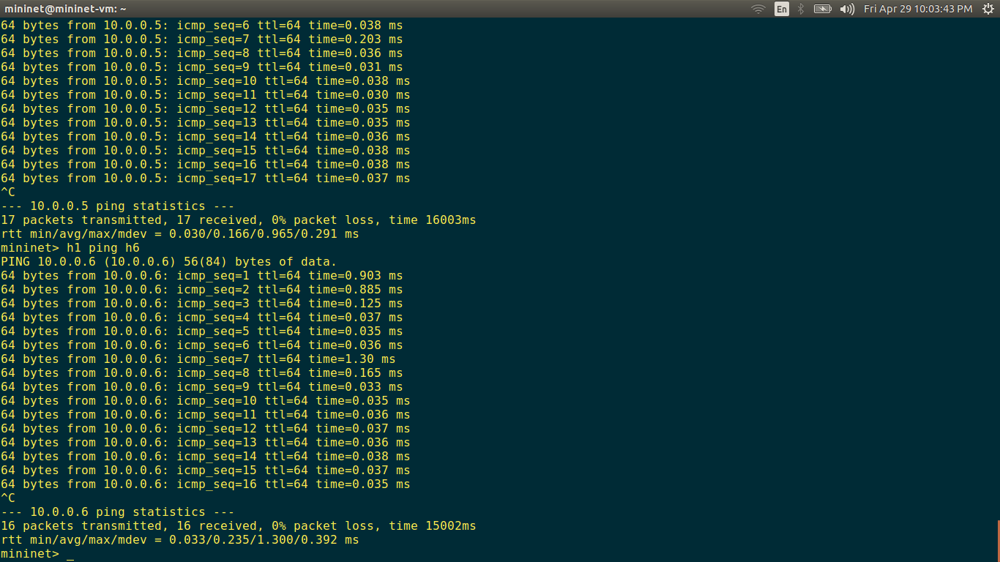 mininet@mininet-vm: ~
En
Fri Apr 29 10:03:43 PM
64 bytes from 10.0.0.5: icmp_seq=6 ttl=64 time=0.038 ms
64 bytes from 10.0.0.5: icmp_seq=7 ttl=64 time=0.203 ms
64 bytes from 10.0.0.5: icmp_seq=8 ttl=64 time=0.036 ms
64 bytes from 10.0.0.5: icmp_seq=9 ttl=64 time=0.031 ms
64 bytes from 10.0.0.5: icmp_seq=10 ttl=64 time=0.038 ms
64 bytes from 10.0.0.5: icmp_seq=11 ttl=64 time=0.030 ms
64 bytes from 10.0.0.5: icmp_seq=12 ttl=64 time=0.035 ms
64 bytes from 10.0.0.5: icmp_seq=13 ttl=64 time=0.035 ms
64 bytes from 10.0.0.5: icmp_seq=14 ttl=64 time=0.036 ms
64 bytes from 10.0.0.5: icmp_seq=15 ttl=64 time=0.038 ms
64 bytes from 10.0.0.5: icmp_seq=16 ttl=64 time=0.038 ms
64 bytes from 10.0.0.5: icmp_seq=17 ttl=64 time=0.037 ms
^C
--- 10.0.0.5 ping statistics ---
17 packets transmitted, 17 received, 0% packet loss, time 16003ms
rtt min/avg/max/mdev = 0.030/0.166/0.965/0.291 ms
mininet> h1 ping h6
PING 10.0.0.6 (10.0.0.6) 56(84) bytes of data.
64 bytes from 10.0.0.6: icmp_seq=1 ttl=64 time=0.903 ms
64 bytes from 10.0.0.6: icmp_seq=2 ttl=64 time=0.885 ms
64 bytes from 10.0.0.6: icmp_seq=3 ttl=64 time=0.125 ms
64 bytes from 10.0.0.6: icmp_seq=4 ttl=64 time=0.037 ms
64 bytes from 10.0.0.6: icmp_seq=5 ttl=64 time=0.035 ms
64 bytes from 10.0.0.6: icmp_seq=6 ttl=64 time=0.036 ms
64 bytes from 10.0.0.6: icmp_seq=7 ttl=64 time=1.30 ms
64 bytes from 10.0.0.6: icmp_seq=8 ttl=64 time=0.165 ms
64 bytes from 10.0.0.6: icmp_seq=9 ttl=64 time=0.033 ms
64 bytes from 10.0.0.6: icmp_seq=10 ttl=64 time=0.035 ms
64 bytes from 10.0.0.6: icmp_seq=11 ttl=64 time=0.036 ms
64 bytes from 10.0.0.6: icmp_seq=12 ttl=64 time=0.037 ms
64 bytes from 10.0.0.6: icmp_seq=13 ttl=64 time=0.036 ms
64 bytes from 10.0.0.6: icmp_seq=14 ttl=64 time=0.038 ms
64 bytes from 10.0.0.6: icmp_seq=15 ttl=64 time=0.037 ms
64 bytes from 10.0.0.6: icmp_seq=16 ttl=64 time=0.035 ms
^C
--- 10.0.0.6 ping statistics ---
16 packets transmitted, 16 received, 0% packet loss, time 15002ms
rtt min/avg/max/mdev = 0.033/0.235/1.300/0.392 ms
mininet> _